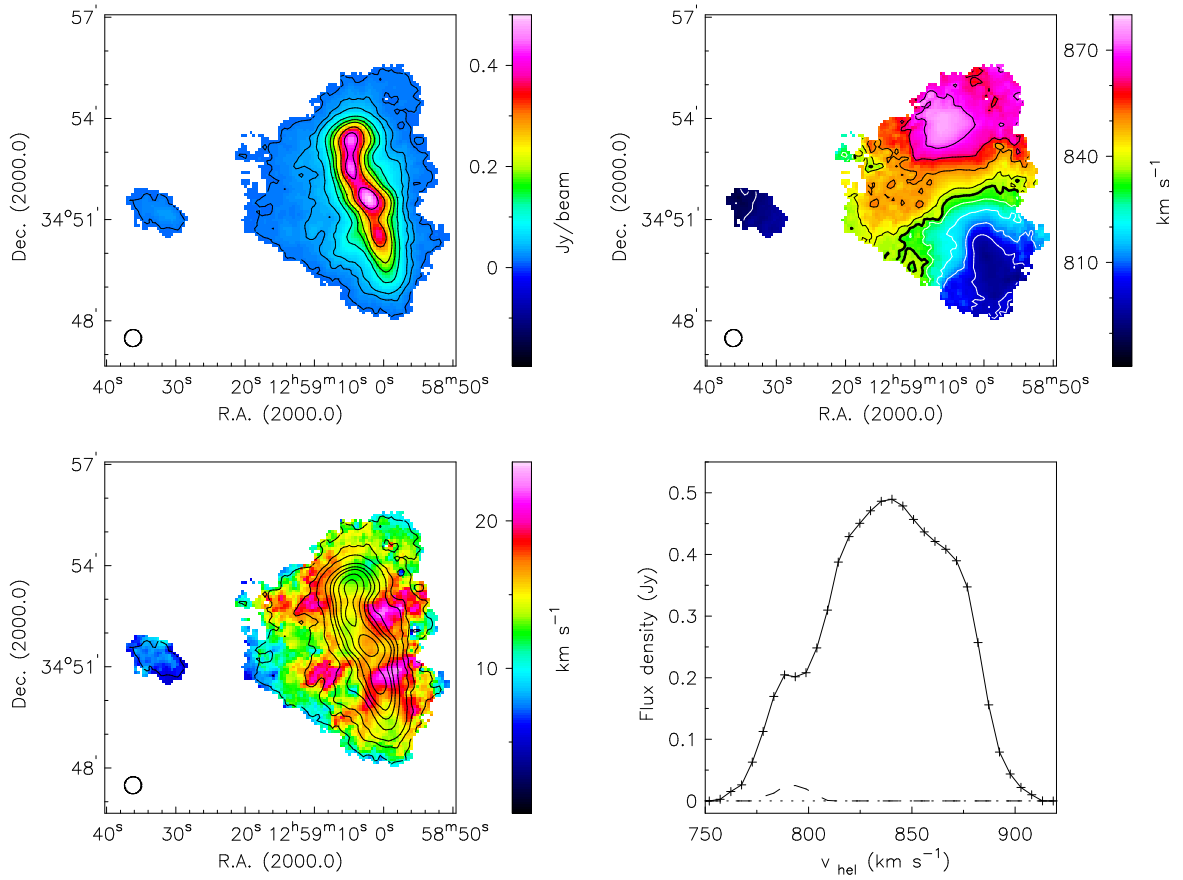 57'
54'
34°51'
48'
Dec. (2000.0)
40ˢ 30ˢ 20ˢ 12ʰ59ᵐ10ˢ 0ˢ 58ᵐ50ˢ
R.A. (2000.0)
0.4
0.2
0
Jy/beam
57'
54'
34°51'
48'
Dec. (2000.0)
40ˢ 30ˢ 20ˢ 12ʰ59ᵐ10ˢ 0ˢ 58ᵐ50ˢ
R.A. (2000.0)
870
840
810
km s⁻¹
57'
54'
34°51'
48'
Dec. (2000.0)
40ˢ 30ˢ 20ˢ 12ʰ59ᵐ10ˢ 0ˢ 58ᵐ50ˢ
R.A. (2000.0)
20
10
km s⁻¹
0.5
0.4
0.3
0.2
0.1
0
Flux density (Jy)
750 800 850 900
v hel (km s⁻¹)